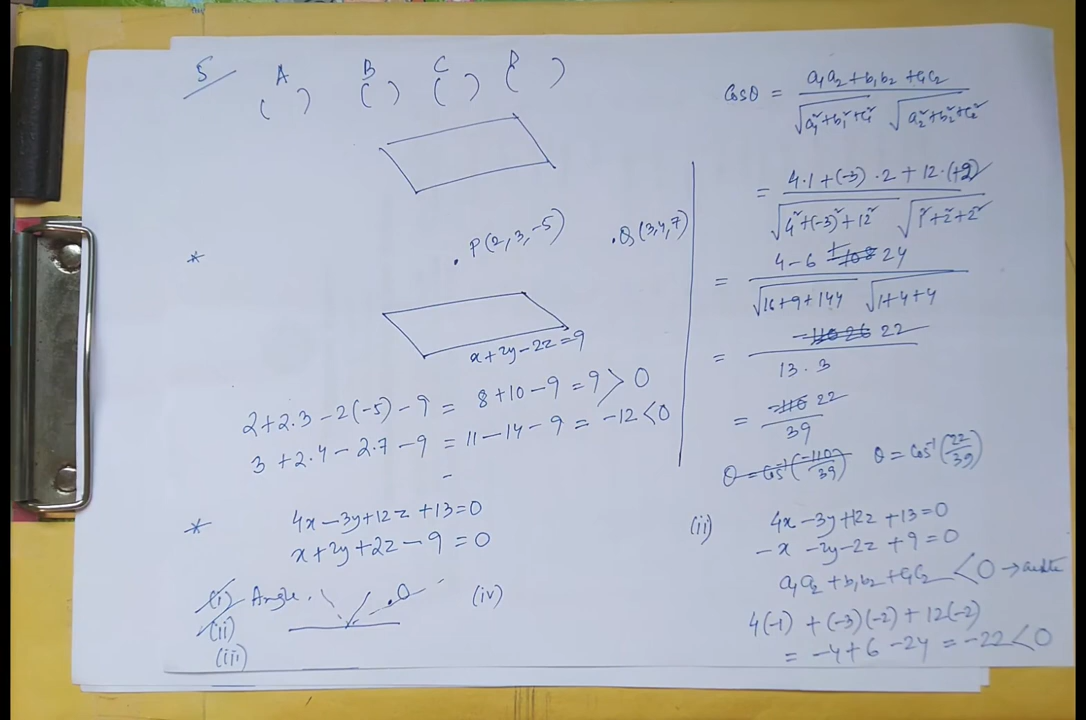 5
A B C P
( ) ( ) ( ) ( )
* . P(2, 3, -5) . Q(3,4,7)
x+2y-2z=9
2+2.3-2(-5)-9 = 8+10-9 = 9 > 0
3+2.4-2.7-9 = 11-14-9 = -12 < 0
-
* 4x-3y+12z+13=0
x+2y+2z-9=0
(i) Angle. .O (iv)
(ii)
(iii)
Cosθ = a₁a₂+b₁b₂+c₁c₂ / √a₁²+b₁²+c₁² √a₂²+b₂²+c₂²
= 4.1+(-3).2+12.(+2) / √4²+(-3)²+12² √1²+2²+2²
= 4-6+24 / √16+9+144 √1+4+4
= 22 / 13.3
= 22 / 39
θ = Cos⁻¹(-110/39) θ = Cos⁻¹(22/39)
(ii) 4x-3y+12z+13=0
-x-2y-2z+9=0
a₁a₂+b₁b₂+c₁c₂ < 0 → acute
4(-1)+(-3)(-2)+12(-2)
= -4+6-24 = -22 < 0